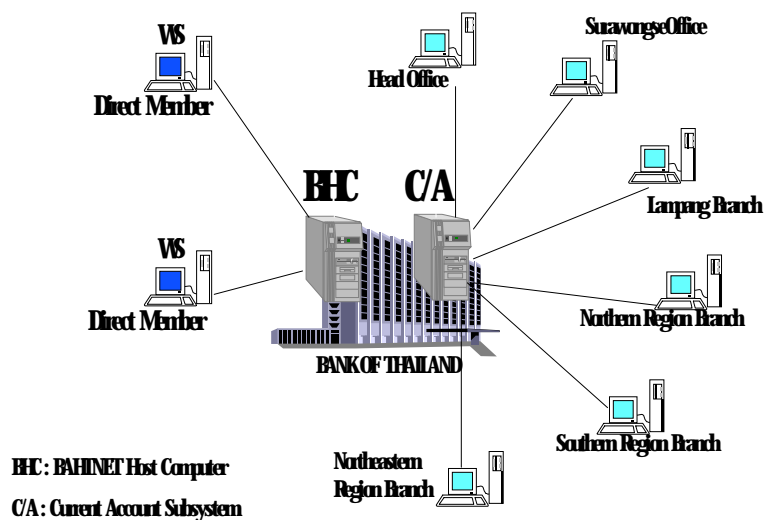 WS
Direct Member
Head Office
Surawongse Office
BHC
C/A
Lampang Branch
WS
Direct Member
Northern Region Branch
BANK OF THAILAND
Southern Region Branch
Northeastern
Region Branch
BHC : BAHTNET Host Computer
C/A : Current Account Subsystem